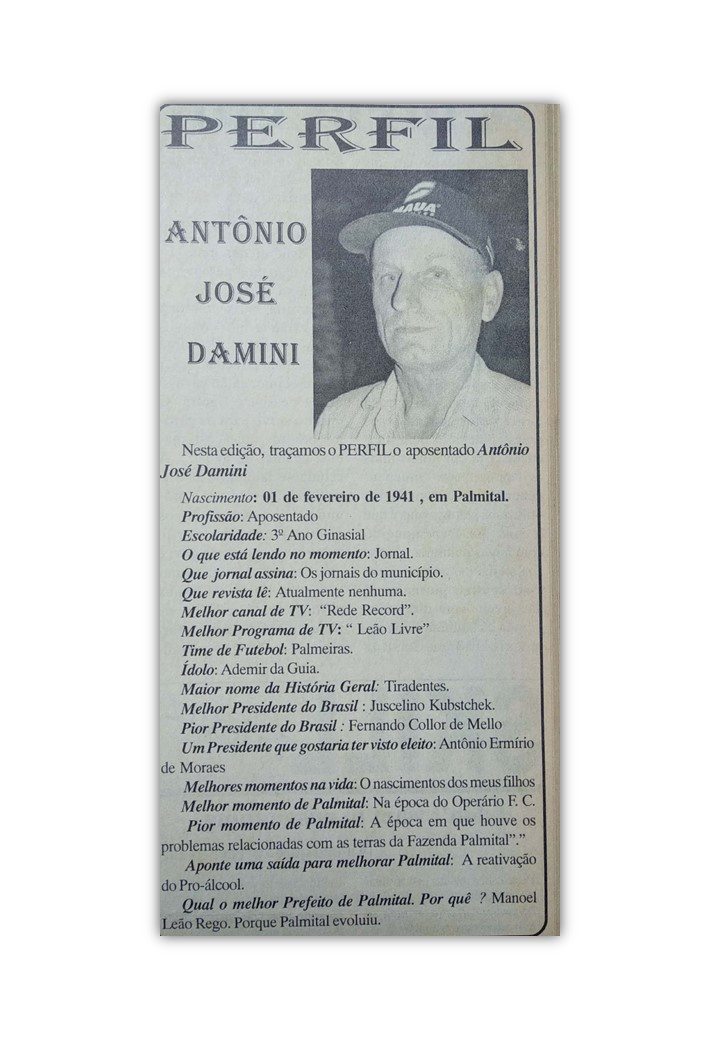 PERFIL
ANTÔNIO
JOSÉ
DAMINI
MAUA
Nesta edição, traçamos o PERFIL o aposentado Antônio
José Damini
Nascimento: 01 de fevereiro de 1941 , em Palmital.
Profissão: Aposentado
Escolaridade: 3º Ano Ginasial
O que está lendo no momento: Jornal.
Que jornal assina: Os jornais do município.
Que revista lê: Atualmente nenhuma.
Melhor canal de TV: “Rede Record”.
Melhor Programa de TV: “ Leão Livre”
Time de Futebol: Palmeiras.
Ídolo: Ademir da Guia.
Maior nome da História Geral: Tiradentes.
Melhor Presidente do Brasil : Juscelino Kubstchek.
Pior Presidente do Brasil : Fernando Collor de Mello
Um Presidente que gostaria ter visto eleito: Antônio Ermírio
de Moraes
Melhores momentos na vida: O nascimentos dos meus filhos
Melhor momento de Palmital: Na época do Operário F. C.
Pior momento de Palmital: A época em que houve os
problemas relacionadas com as terras da Fazenda Palmital”.”
Aponte uma saída para melhorar Palmital: A reativação
do Pro-álcool.
Qual o melhor Prefeito de Palmital. Por quê ? Manoel
Leão Rego. Porque Palmital evoluiu.